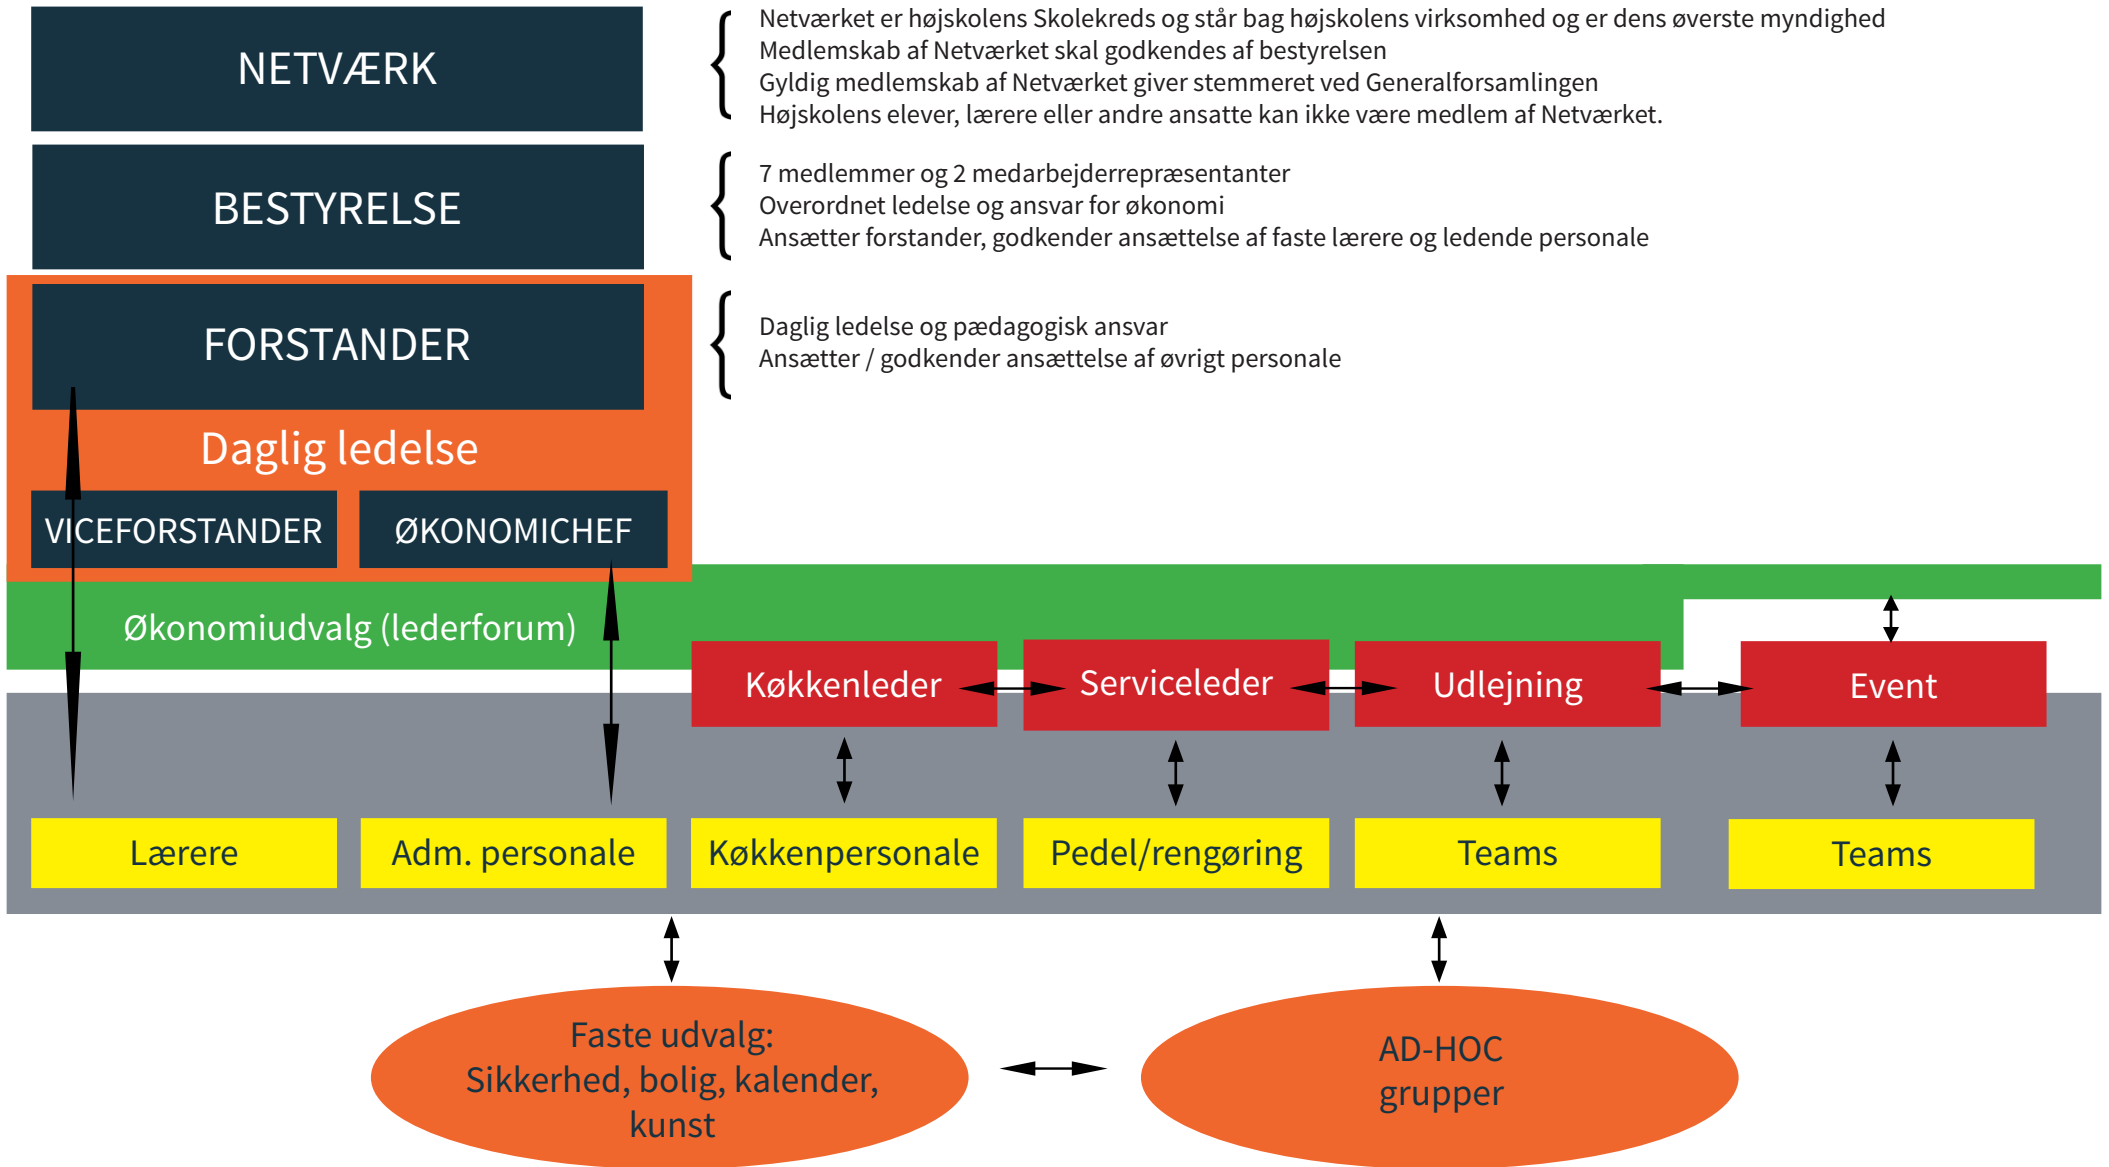 NETVÆRK
Netværket er højskolens Skolekreds og står bag højskolens virksomhed og er dens øverste myndighed
Medlemskab af Netværket skal godkendes af bestyrelsen
Gyldig medlemskab af Netværket giver stemmeret ved Generalforsamlingen
Højskolens elever, lærere eller andre ansatte kan ikke være medlem af Netværket.
BESTYRELSE
7 medlemmer og 2 medarbejderrepræsentanter
Overordnet ledelse og ansvar for økonomi
Ansætter forstander, godkender ansættelse af faste lærere og ledende personale
FORSTANDER
Daglig ledelse og pædagogisk ansvar
Ansætter / godkender ansættelse af øvrigt personale
Daglig ledelse
VICEFORSTANDER
ØKONOMICHEF
Økonomiudvalg (lederforum)
Køkkenleder
Serviceleder
Udlejning
Event
Lærere
Adm. personale
Køkkenpersonale
Pedel/rengøring
Teams
Teams
Faste udvalg:
Sikkerhed, bolig, kalender,
kunst
AD-HOC
grupper